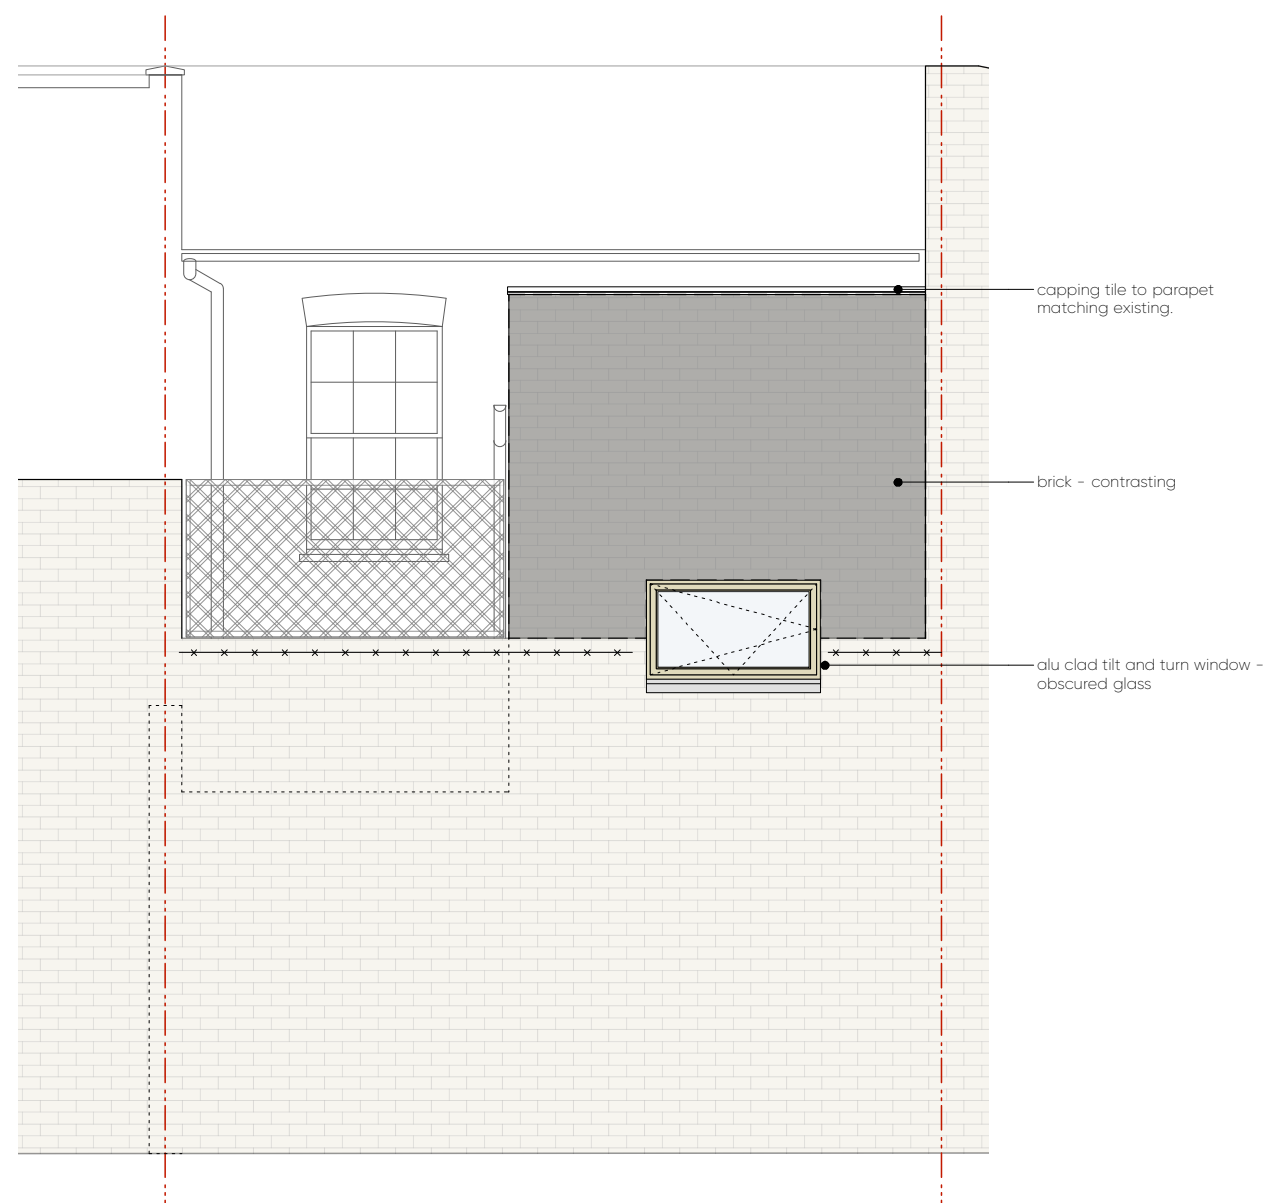 capping tile to parapet
matching existing.
brick - contrasting
alu clad tilt and turn window -
obscured glass